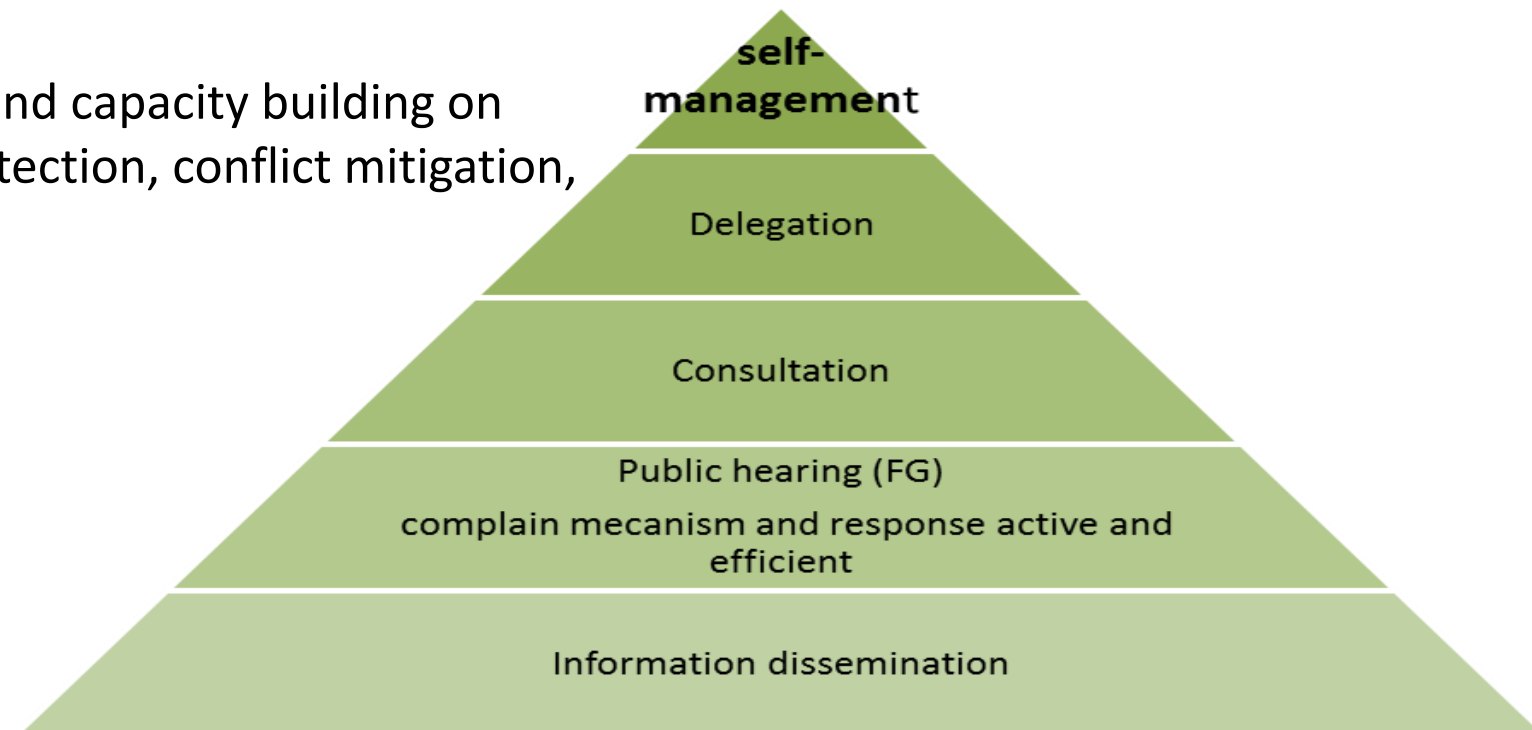 self-
management
nd capacity building on
tection, conflict mitigation,
Delegation
Consultation
Public hearing (FG)
complain mecanism and response active and
efficient
Information dissemination